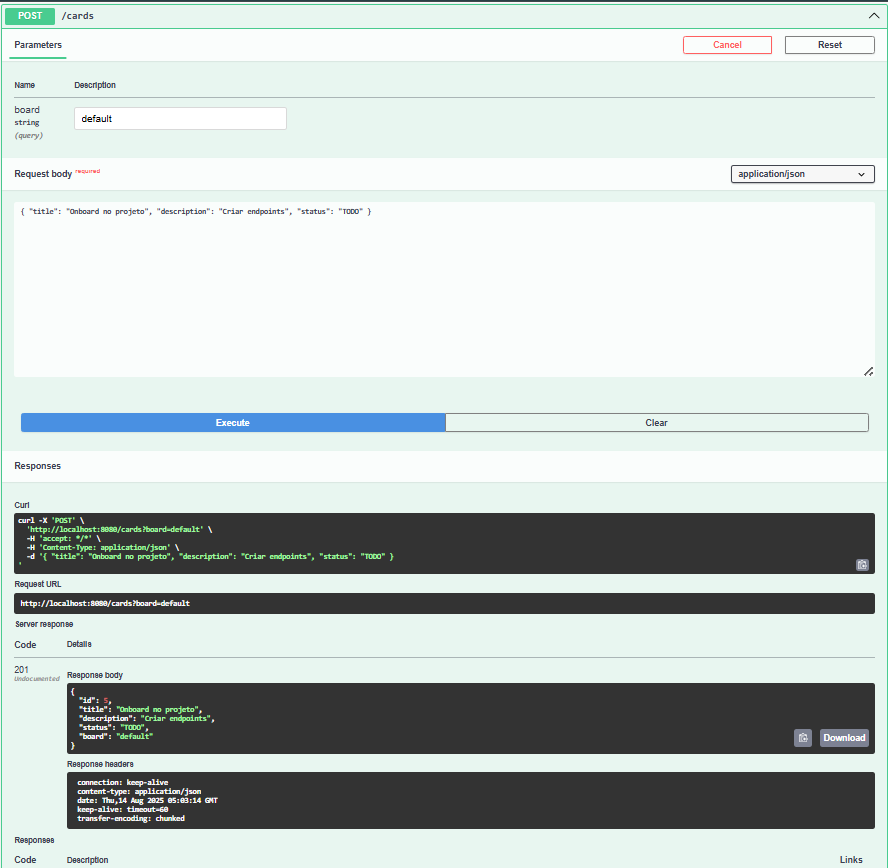 POST /cards
Parameters
Cancel
Reset
Name Description
board
string
(query)
default
Request body required
application/json
{ "title": "Onboard no projeto", "description": "Criar endpoints", "status": "TODO" }
Execute
Clear
Responses
Curl
curl -X 'POST' \
'http://localhost:8080/cards?board=default' \
-H 'accept: */*' \
-H 'Content-Type: application/json' \
-d '{ "title": "Onboard no projeto", "description": "Criar endpoints", "status": "TODO" }
'
Request URL
http://localhost:8080/cards?board=default
Server response
Code Details
201
Undocumented
Response body
{
"id": 5,
"title": "Onboard no projeto",
"description": "Criar endpoints",
"status": "TODO",
"board": "default"
}
Download
Response headers
connection: keep-alive
content-type: application/json
date: Thu,14 Aug 2025 05:03:14 GMT
keep-alive: timeout=60
transfer-encoding: chunked
Responses
Code Description Links